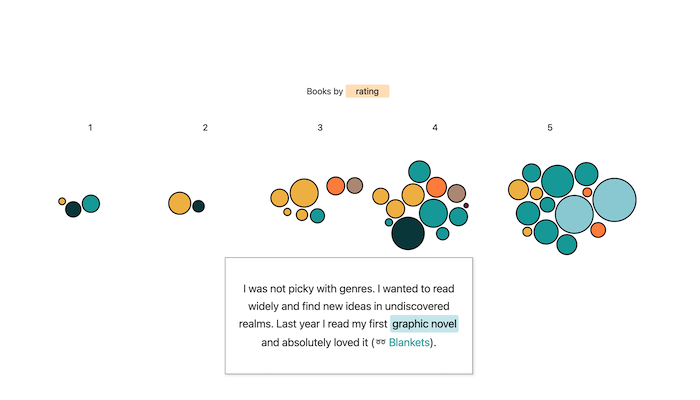 Books by rating
1 2 3 4 5
I was not picky with genres. I wanted to read
widely and find new ideas in undiscovered
realms. Last year I read my first graphic novel
and absolutely loved it (➿ Blankets).